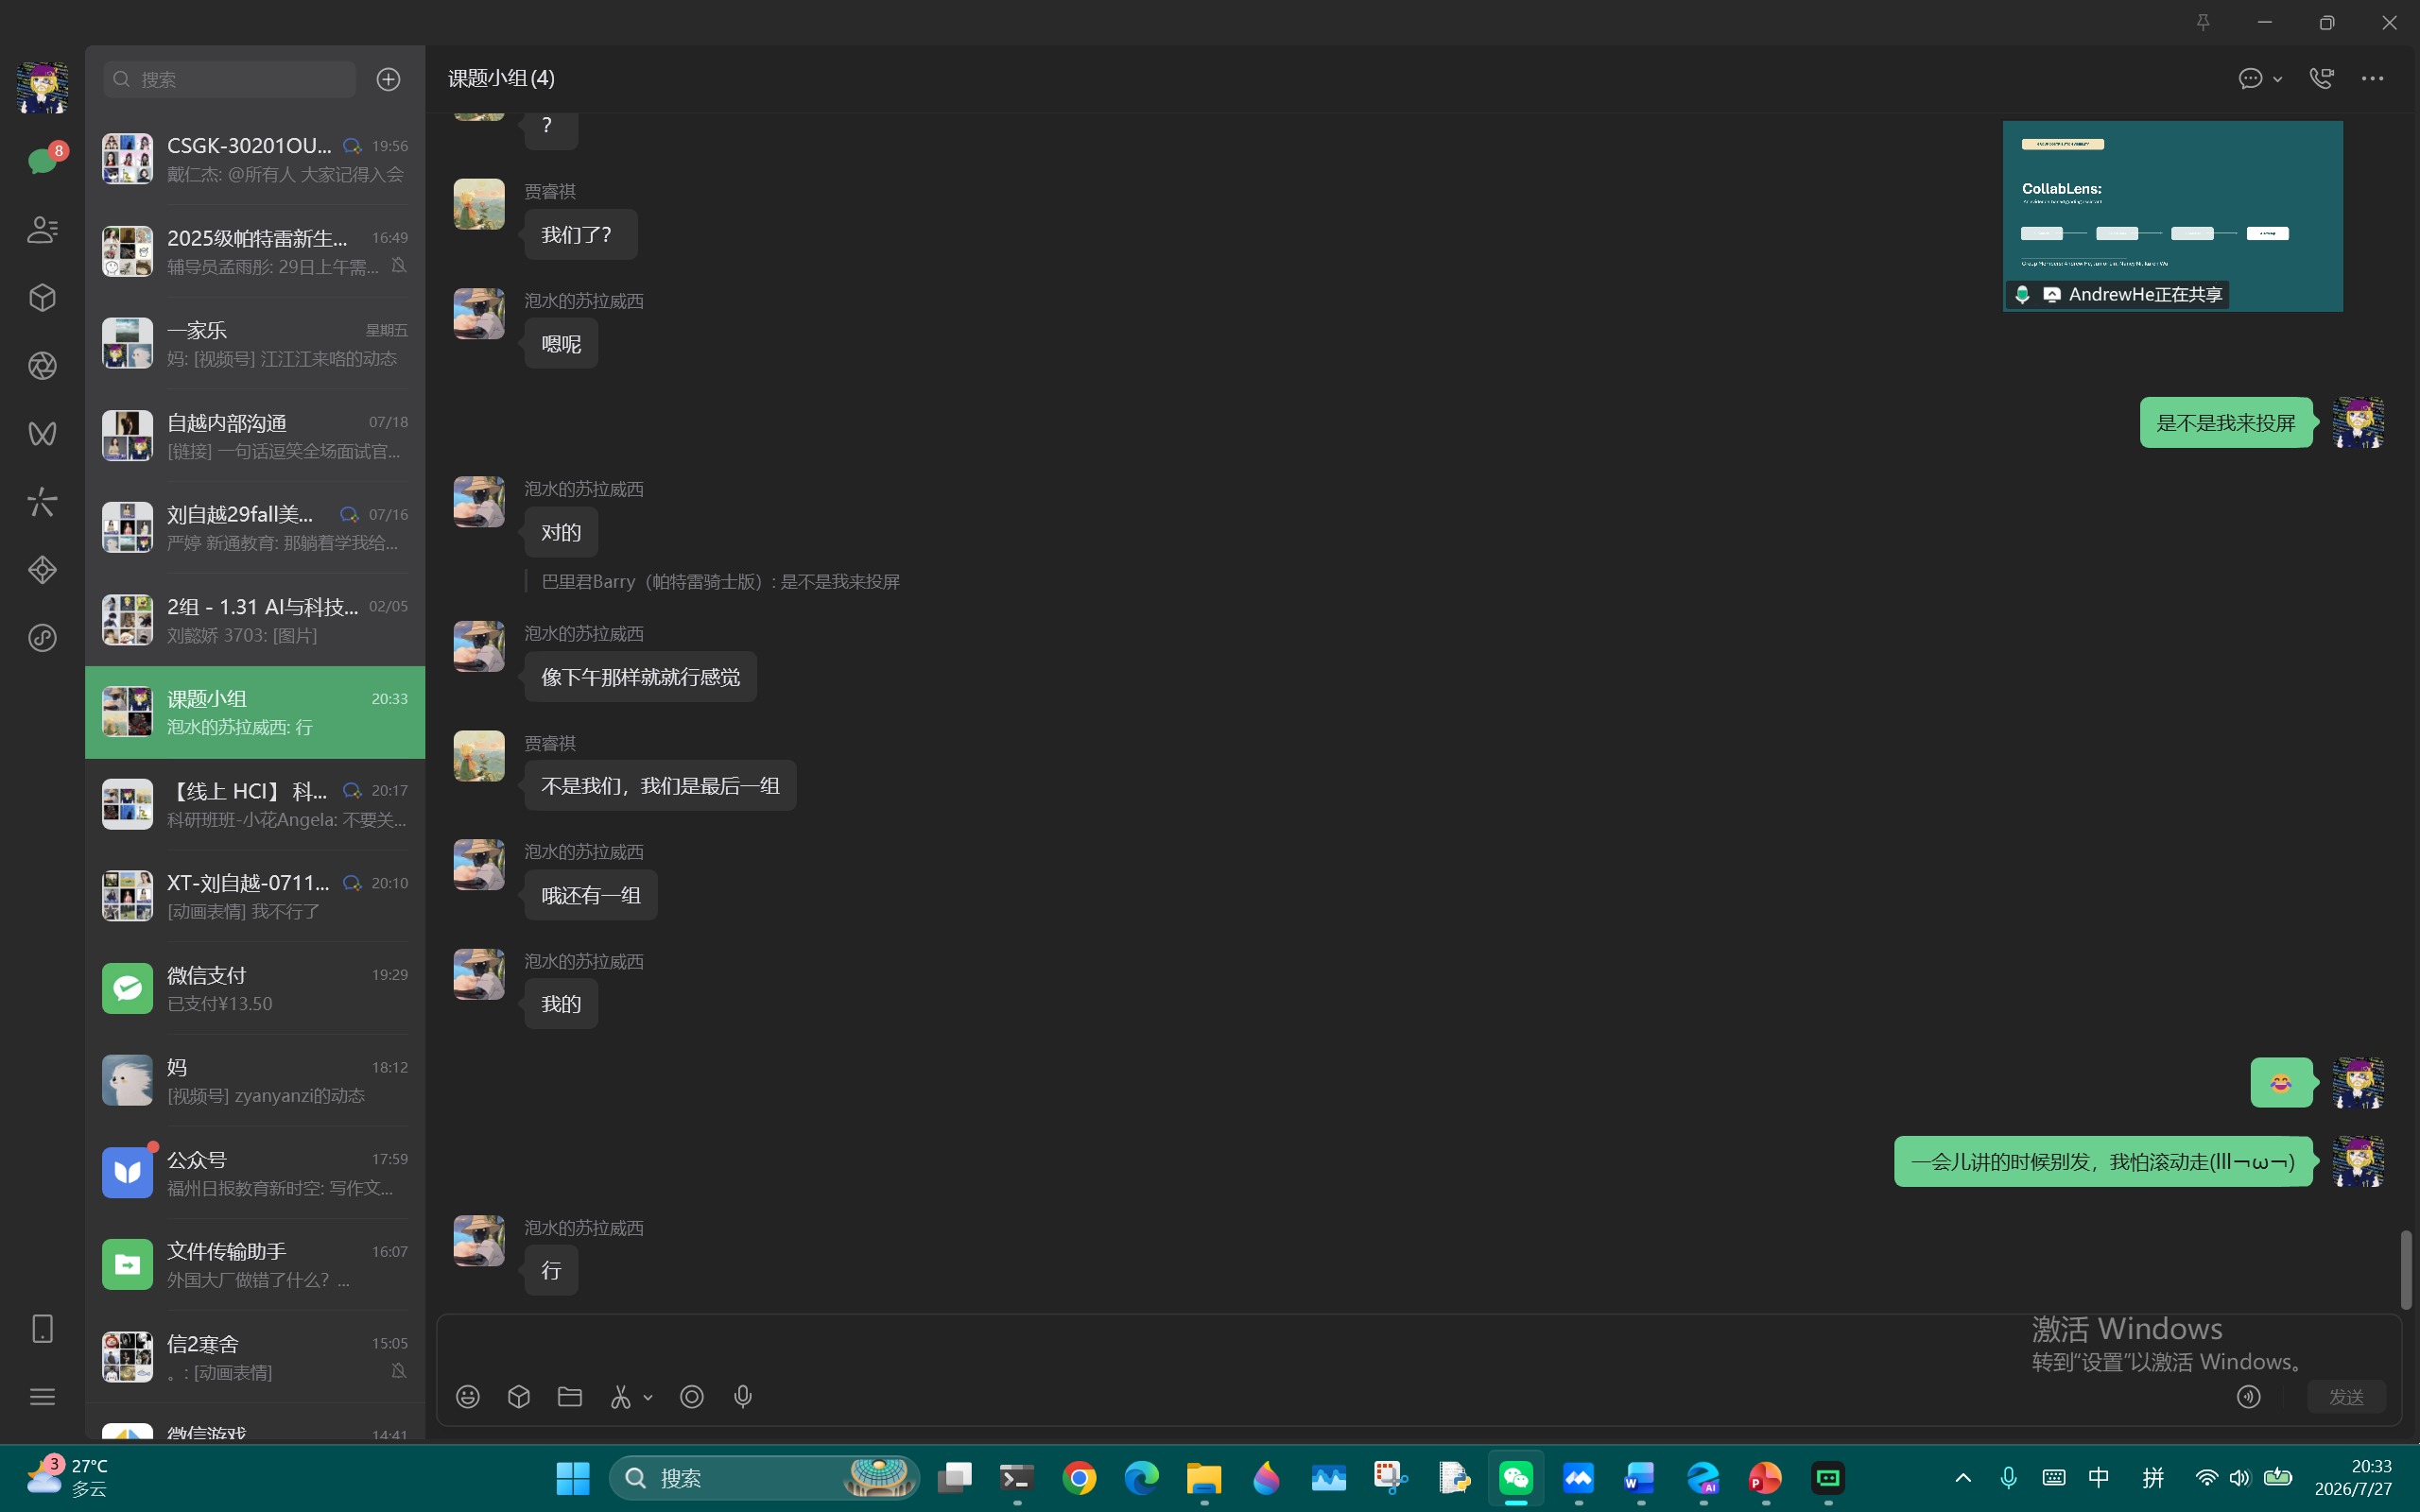 搜索
8
CSGK-30201OU... 19:56
戴仁杰: @所有人 大家记得入会
2025级帕特雷新生... 16:49
辅导员孟雨彤: 29日上午需...
一家乐 星期五
妈: [视频号] 江江江来咯的动态
自越内部沟通 07/18
[链接] 一句话逗笑全场面试官...
刘自越29fall美... 07/16
严婷 新通教育: 那躺着学我给...
2组 - 1.31 AI与科技... 02/05
刘懿娇 3703: [图片]
课题小组 20:33
泡水的苏拉威西: 行
【线上 HCI】 科... 20:17
科研班班-小花Angela: 不要关...
XT-刘自越-0711... 20:10
[动画表情] 我不行了
微信支付 19:29
已支付¥13.50
妈 18:12
[视频号] zyanyanzi的动态
公众号 17:59
福州日报教育新时空: 写作文...
文件传输助手 16:07
外国大厂做错了什么？...
信2寒舍 15:05
。: [动画表情]
微信游戏 14:41
课题小组(4)
?
贾睿祺
我们了？
泡水的苏拉威西
嗯呢
是不是我来投屏
泡水的苏拉威西
对的
巴里君Barry（帕特雷骑士版）: 是不是我来投屏
泡水的苏拉威西
像下午那样就就行感觉
贾睿祺
不是我们，我们是最后一组
泡水的苏拉威西
哦还有一组
泡水的苏拉威西
我的
😂
一会儿讲的时候别发，我怕滚动走(lll￢ω￢)
泡水的苏拉威西
行
CollabLens:
AndrewHe正在共享
激活 Windows
转到“设置”以激活 Windows。
发送
3
27°C
多云
搜索
中
拼
20:33
2026/7/27